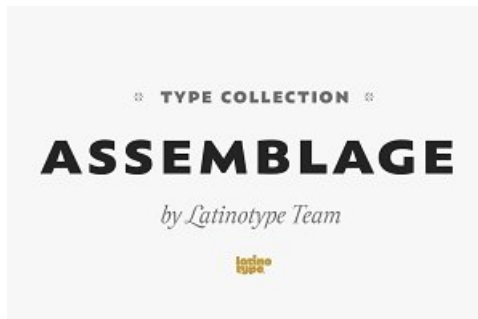 TYPE COLLECTION
ASSEMBLAGE
by Latinotype Team
latino
type.